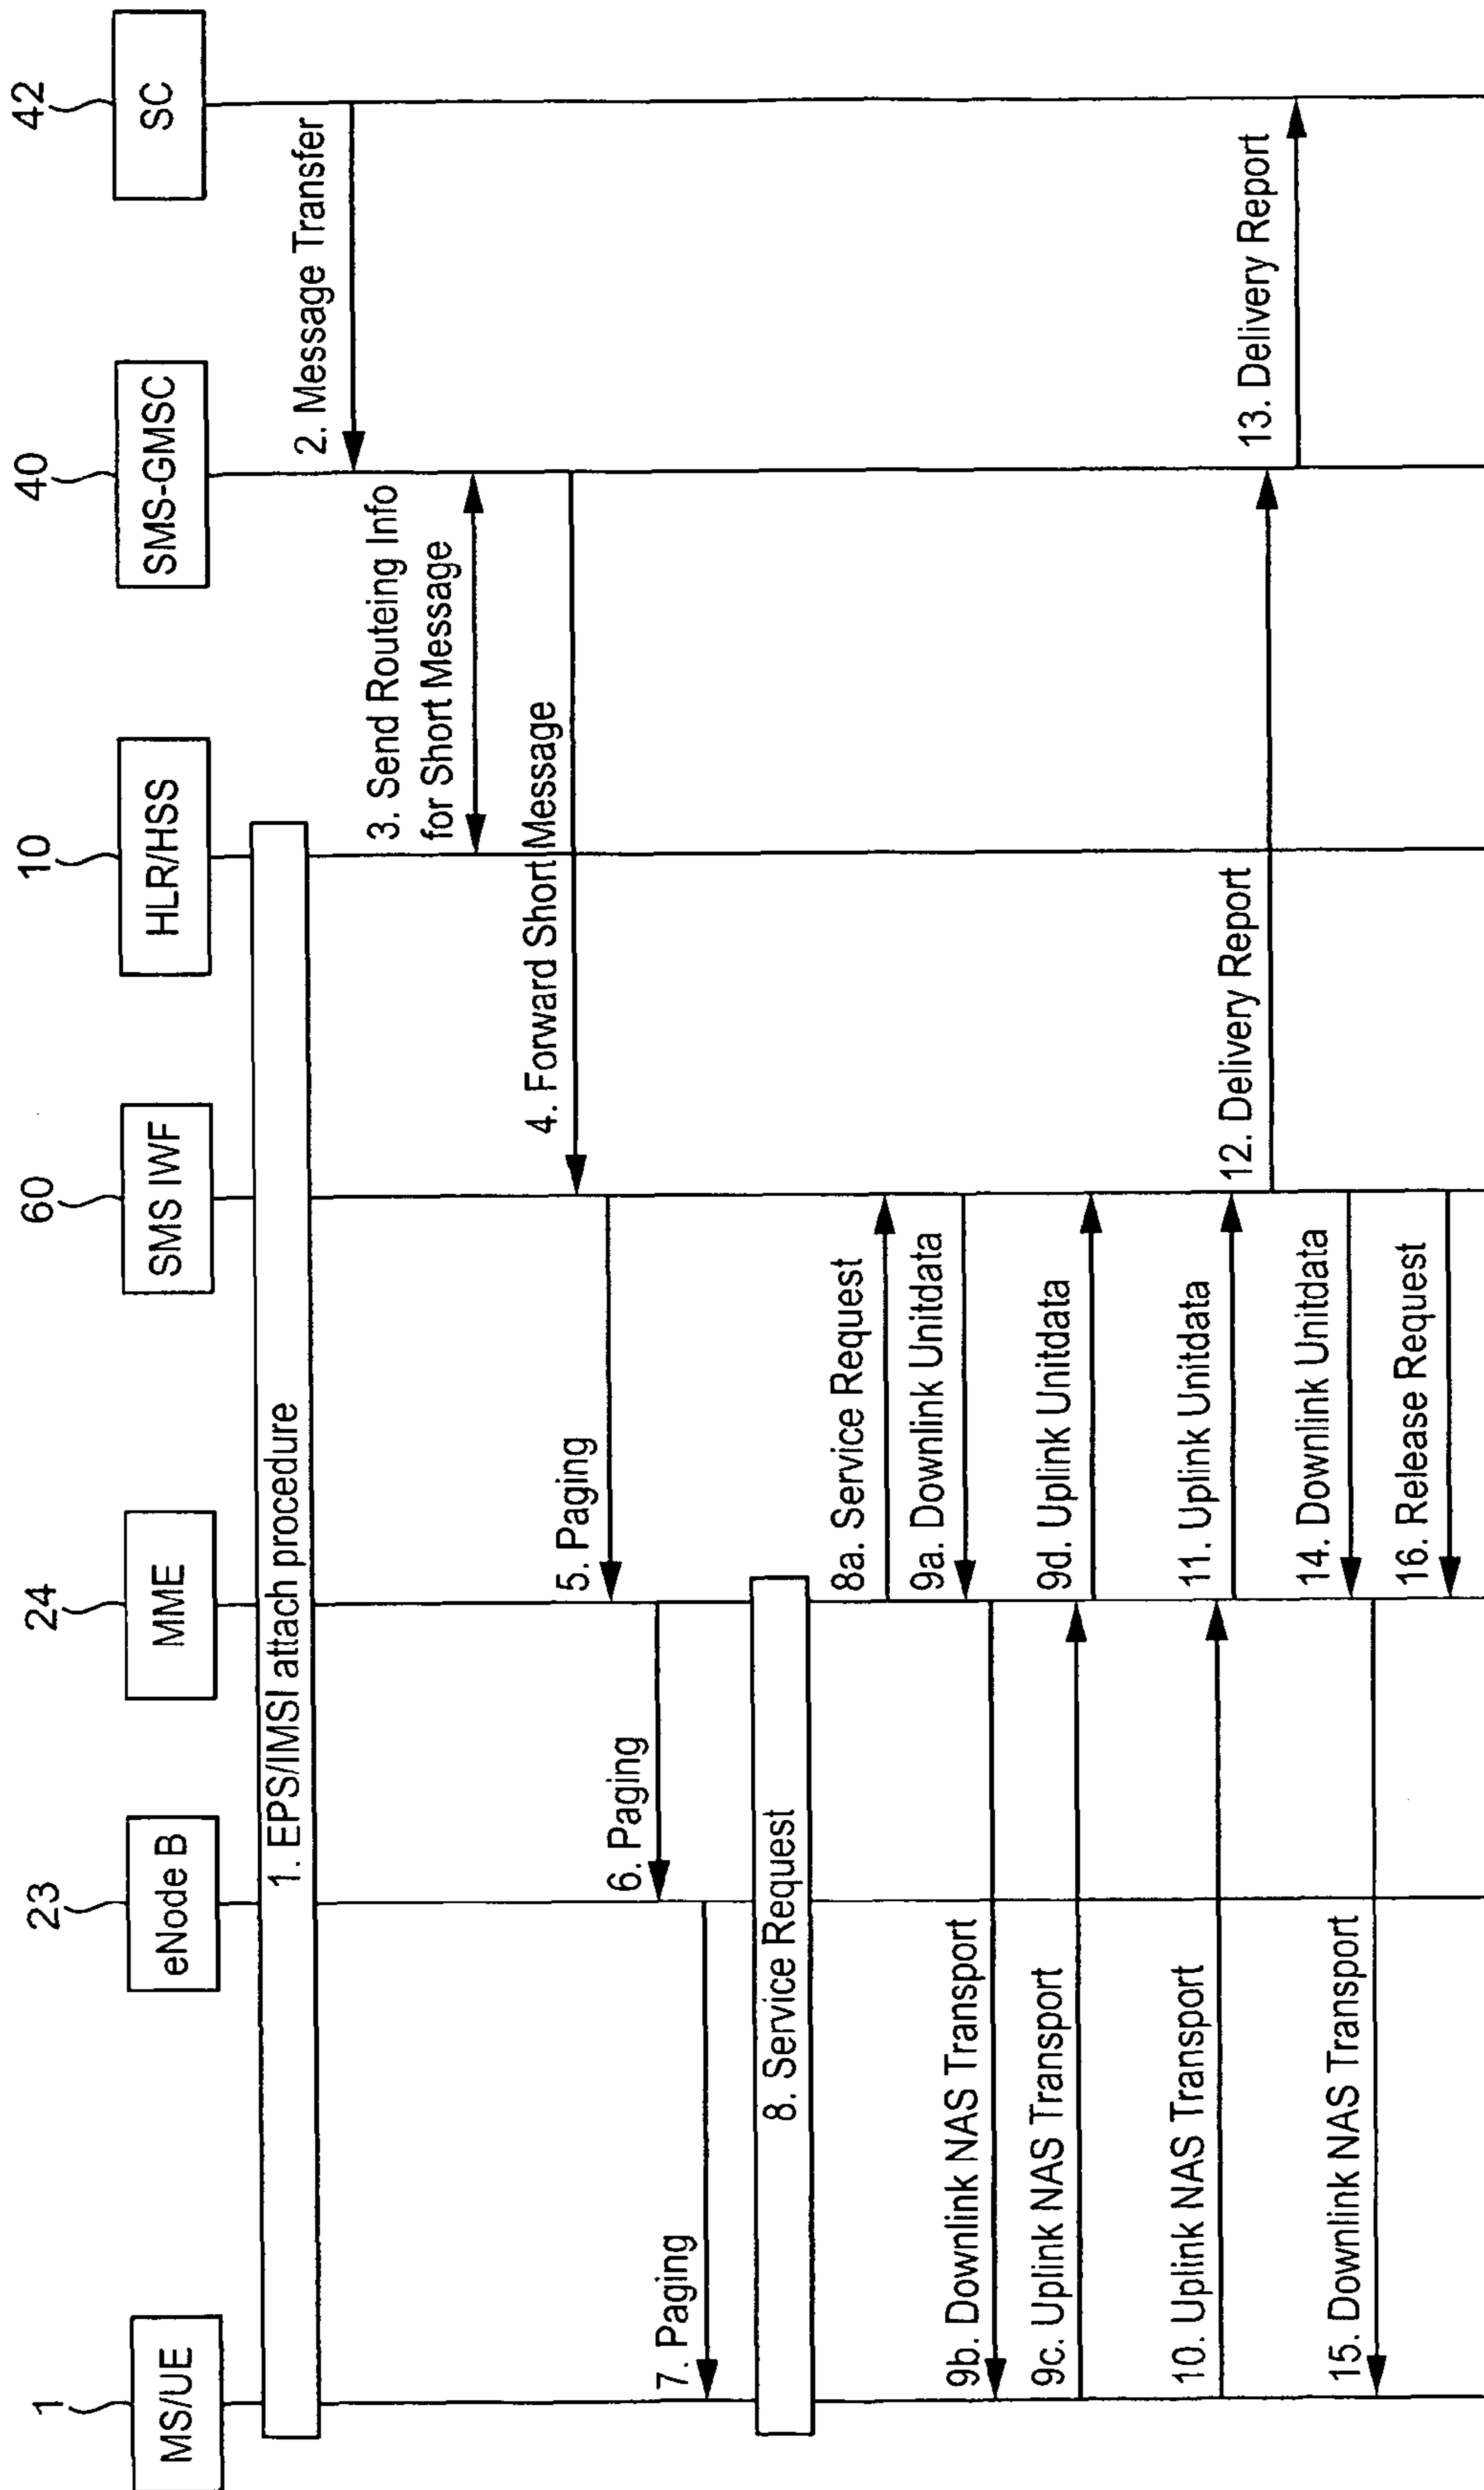 1
MS/UE
23
eNode B
24
MME
60
SMS IWF
10
HLR/HSS
40
SMS-GMSC
42
SC
1. EPS/IMSI attach procedure
2. Message Transfer
3. Send Routeing Info
for Short Message
4. Forward Short Message
5. Paging
6. Paging
7. Paging
8. Service Request
8a. Service Request
9a. Downlink Unitdata
9b. Downlink NAS Transport
9c. Uplink NAS Transport
9d. Uplink Unitdata
10. Uplink NAS Transport
11. Uplink Unitdata
12. Delivery Report
13. Delivery Report
14. Downlink Unitdata
15. Downlink NAS Transport
16. Release Request